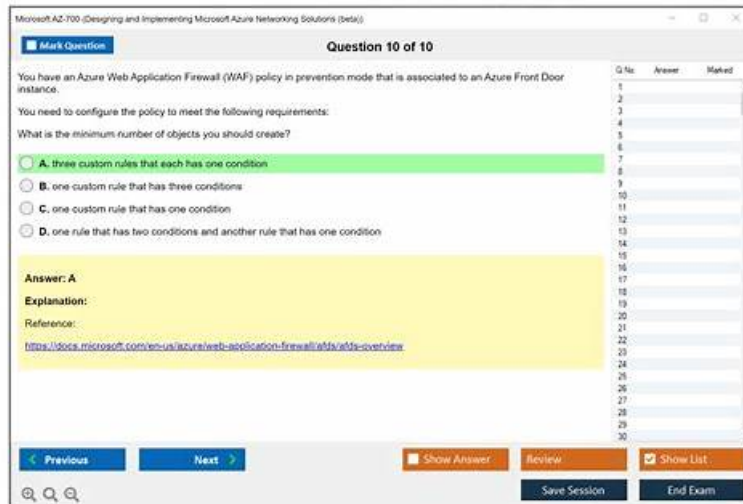 Microsoft AZ-700 (Designing and Implementing Microsoft Azure Networking Solutions (beta))
Mark Question
Question 10 of 10
You have an Azure Web Application Firewall (WAF) policy in prevention mode that is associated to an Azure Front Door
instance.
You need to configure the policy to meet the following requirements:
What is the minimum number of objects you should create?
A. three custom rules that each has one condition
B. one custom rule that has three conditions
C. one custom rule that has one condition
D. one rule that has two conditions and another rule that has one condition
Answer: A
Explanation:
Reference:
https://docs.microsoft.com/en-us/azure/web-application-firewall/afds/afds-overview
Q.No. Answer Marked
1
2
3
4
5
6
7
8
9
10
11
12
13
14
15
16
17
18
19
20
21
22
23
24
25
26
27
28
29
30
Previous
Next
Show Answer
Review
Show List
Save Session
End Exam